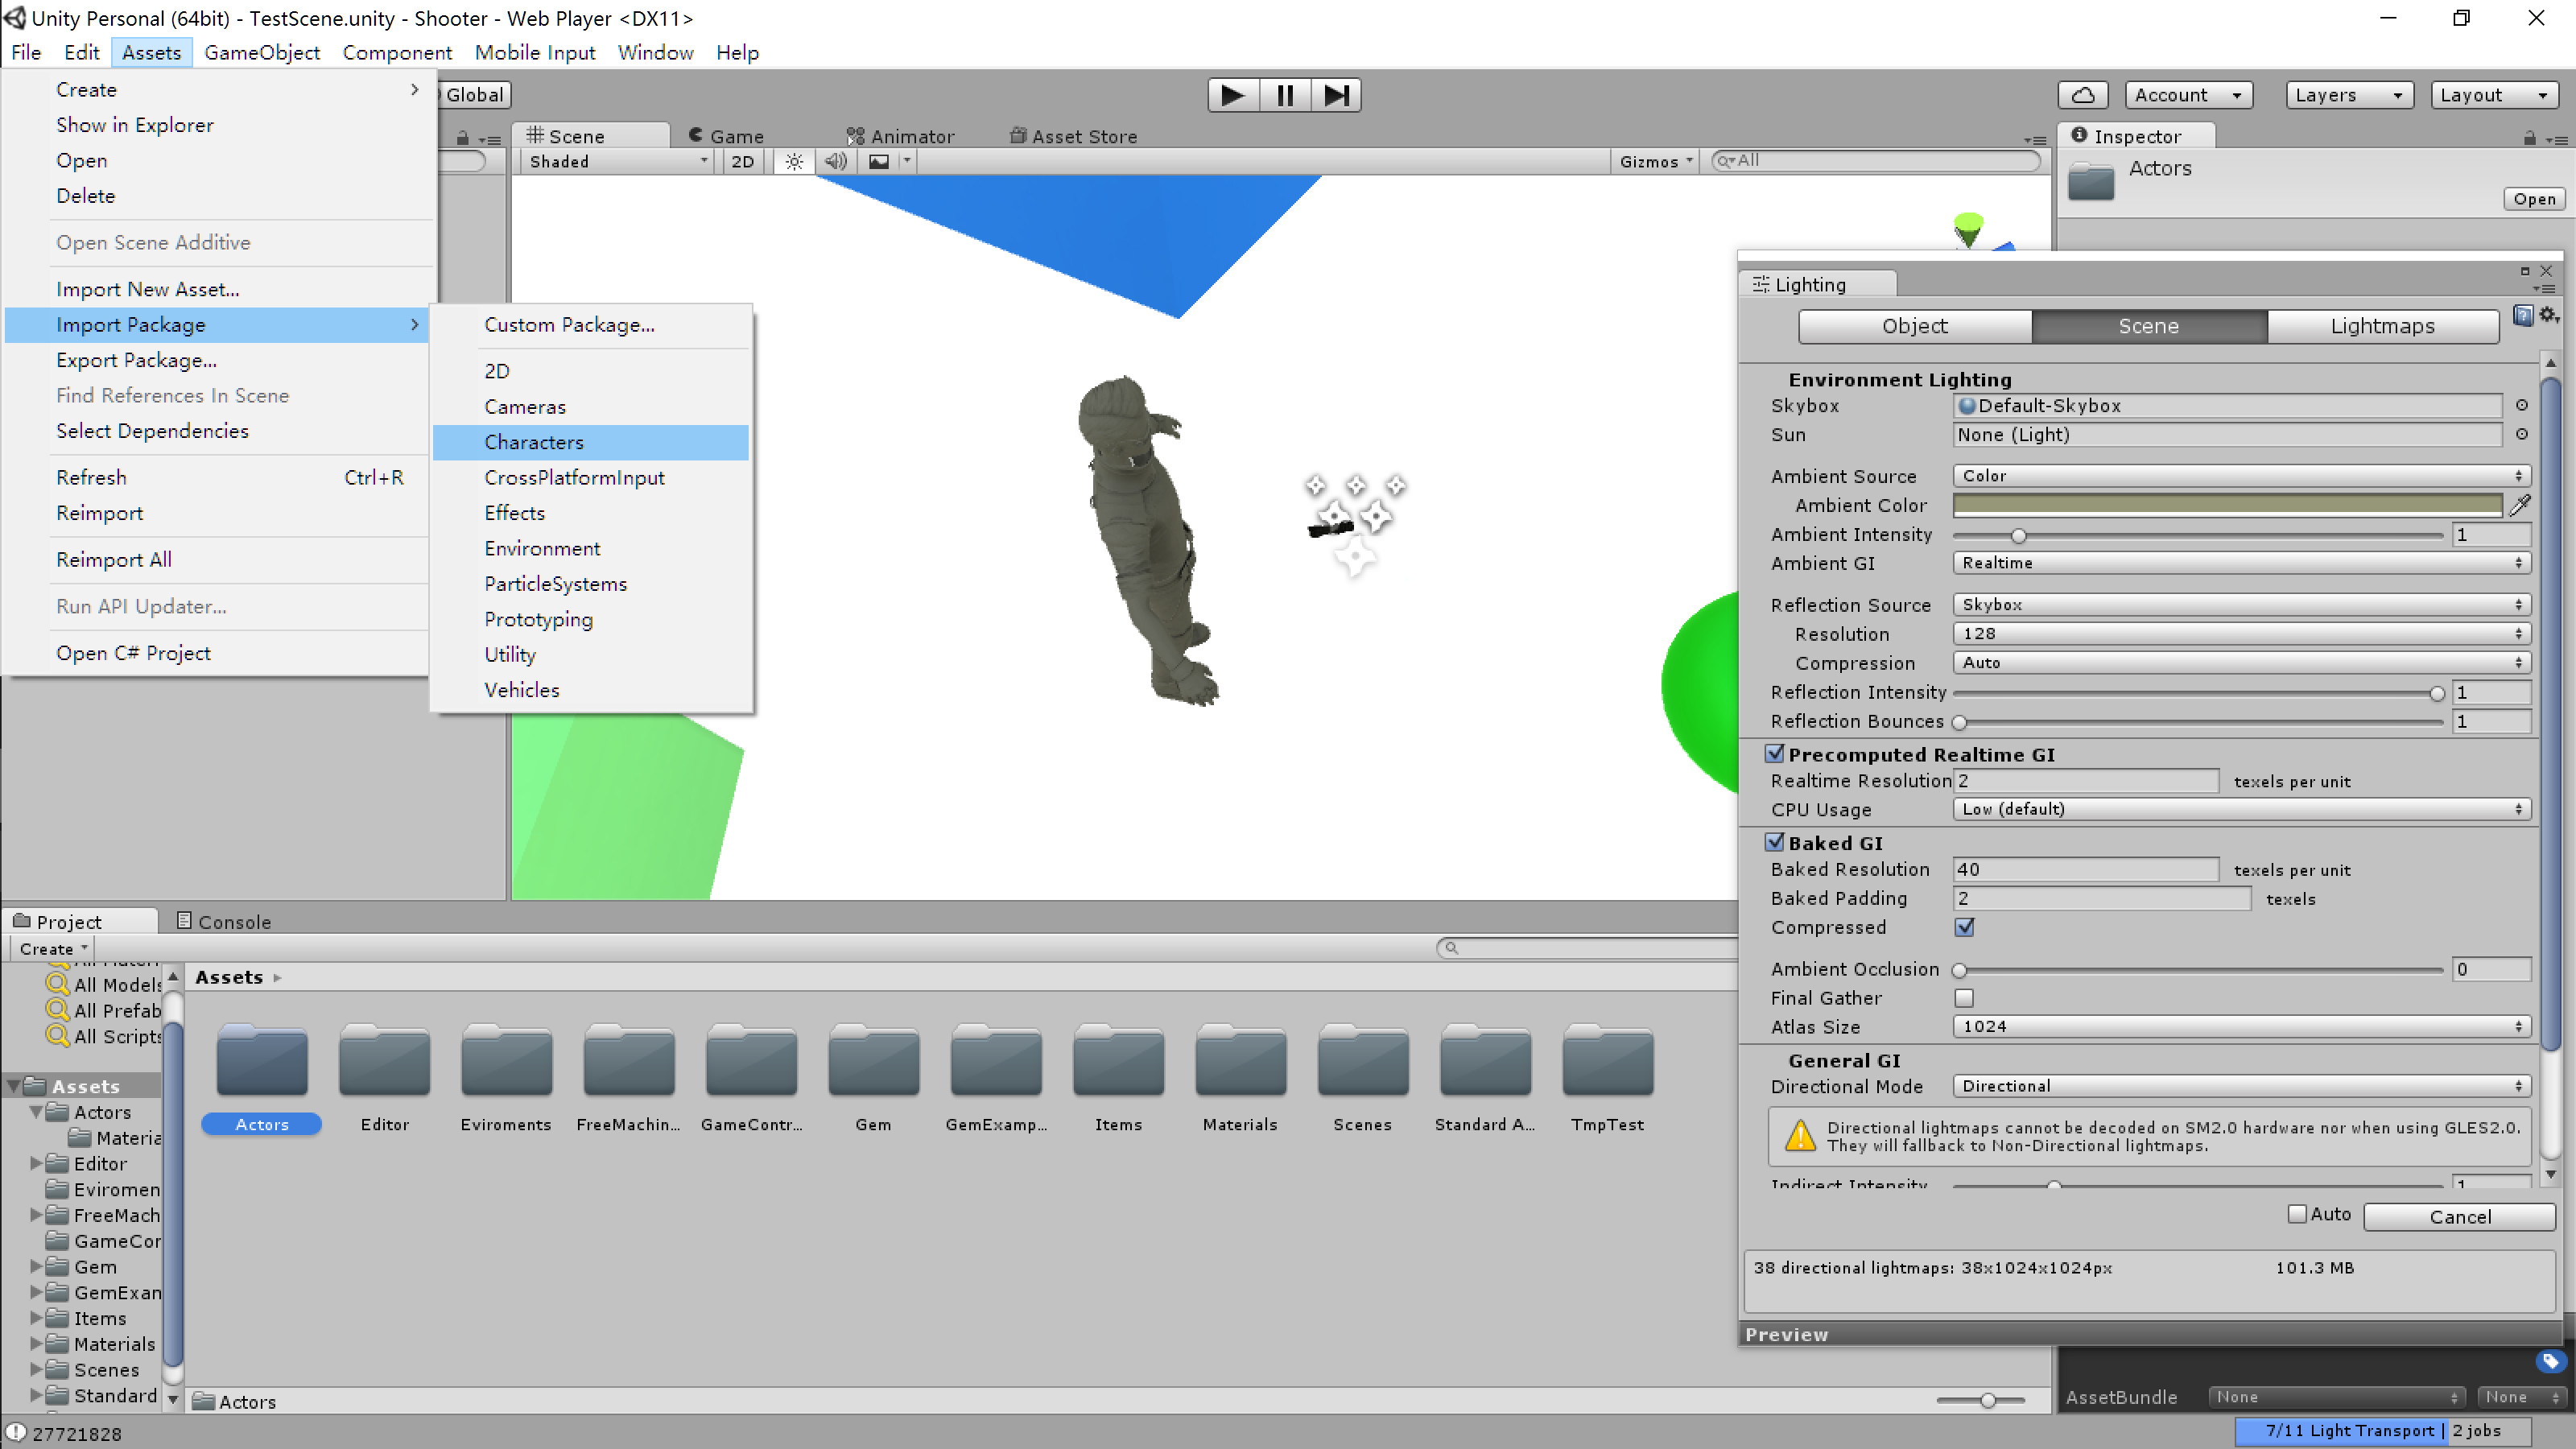 Unity Personal (64bit) - TestScene.unity - Shooter - Web Player <DX11>
File Edit Assets GameObject Component Mobile Input Window Help
Create
Show in Explorer
Open
Delete
Open Scene Additive
Import New Asset...
Import Package
Export Package...
Find References In Scene
Select Dependencies
Refresh Ctrl+R
Reimport
Reimport All
Run API Updater...
Open C# Project
Custom Package...
2D
Cameras
Characters
CrossPlatformInput
Effects
Environment
ParticleSystems
Prototyping
Utility
Vehicles
Global
Account Layers Layout
Scene Game Animator Asset Store
Shaded 2D Gizmos All
Inspector
Actors
Open
Lighting
Object Scene Lightmaps
Environment Lighting
Skybox Default-Skybox
Sun None (Light)
Ambient Source Color
Ambient Color
Ambient Intensity 1
Ambient GI Realtime
Reflection Source Skybox
Resolution 128
Compression Auto
Reflection Intensity 1
Reflection Bounces 1
Precomputed Realtime GI
Realtime Resolution 2 texels per unit
CPU Usage Low (default)
Baked GI
Baked Resolution 40 texels per unit
Baked Padding 2 texels
Compressed
Ambient Occlusion 0
Final Gather
Atlas Size 1024
General GI
Directional Mode Directional
Directional lightmaps cannot be decoded on SM2.0 hardware nor when using GLES2.0.
They will fallback to Non-Directional lightmaps.
Indirect Intensity 1
Auto Cancel
38 directional lightmaps: 38x1024x1024px 101.3 MB
Preview
Project Console
Create
All Materi
All Models
All Prefab
All Scripts
Assets
Actors
Materia
Editor
Eviromen
FreeMach
GameCor
Gem
GemExan
Items
Materials
Scenes
Standard
Assets
Actors Editor Eviroments FreeMachin... GameContr... Gem GemExamp... Items Materials Scenes Standard A... TmpTest
Actors
AssetBundle None None
27721828
7/11 Light Transport | 2 jobs